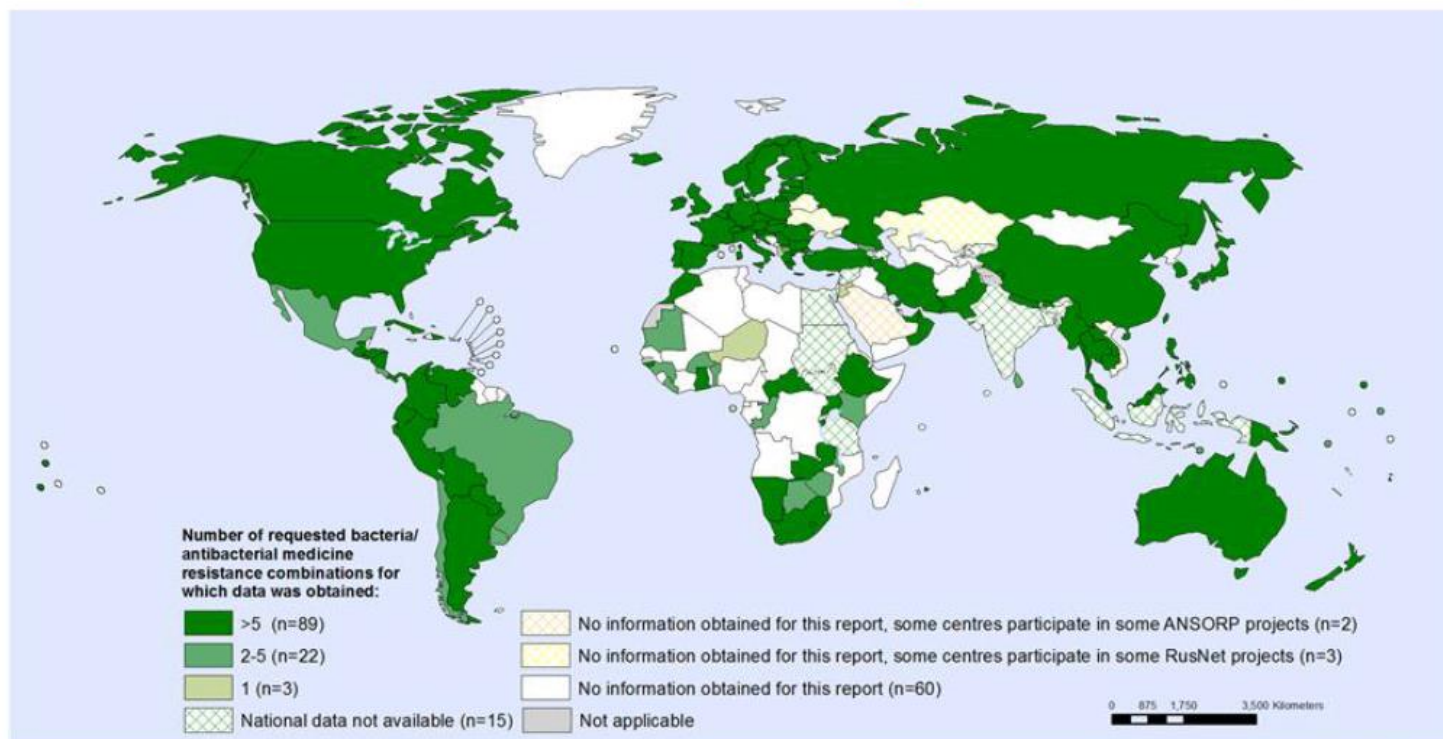 Number of requested bacteria/
antibacterial medicine
resistance combinations for
which data was obtained:
>5 (n=89)
2-5 (n=22)
1 (n=3)
National data not available (n=15)
No information obtained for this report, some centres participate in some ANSORP projects (n=2)
No information obtained for this report, some centres participate in some RusNet projects (n=3)
No information obtained for this report (n=60)
Not applicable
0 875 1,750 3,500 Kilometers